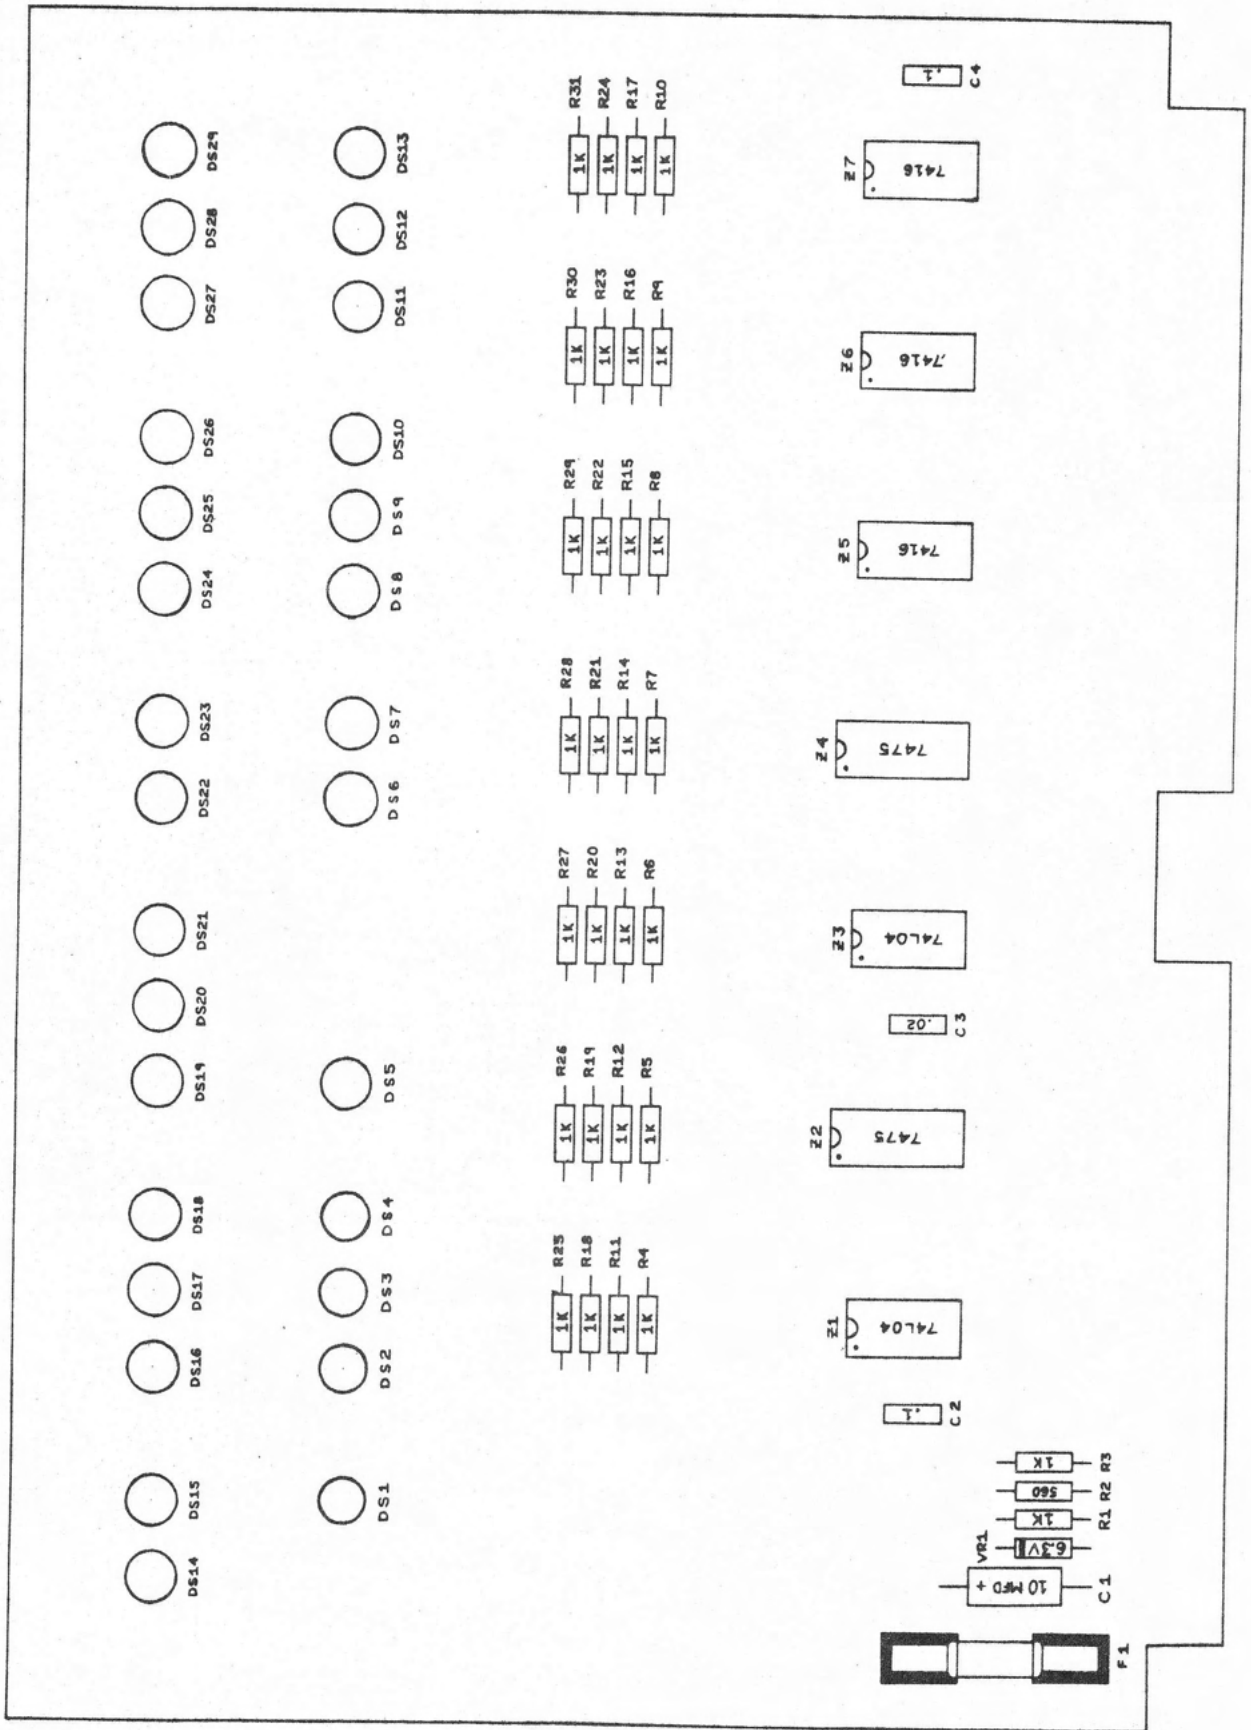 DS29
DS28
DS27
DS26
DS25
DS24
DS23
DS22
DS21
DS20
DS19
DS18
DS17
DS16
DS15
DS14
DS13
DS12
DS11
DS10
DS9
DS8
DS7
DS6
DS5
DS4
DS3
DS2
DS1
R31 R24 R17 R10
1K 1K 1K 1K
R30 R23 R16 R9
1K 1K 1K 1K
R29 R22 R15 R8
1K 1K 1K 1K
R28 R21 R14 R7
1K 1K 1K 1K
R27 R20 R13 R6
1K 1K 1K 1K
R26 R19 R12 R5
1K 1K 1K 1K
R25 R18 R11 R4
1K 1K 1K 1K
.1 C4
Z7 7416
Z6 7416
Z5 7416
Z4 7475
Z3 74L04
.02 C3
Z2 7475
Z1 74L04
.1 C2
1K R3
560 R2
1K R1
VR1 6.3V
+ 10 MFD C1
F1